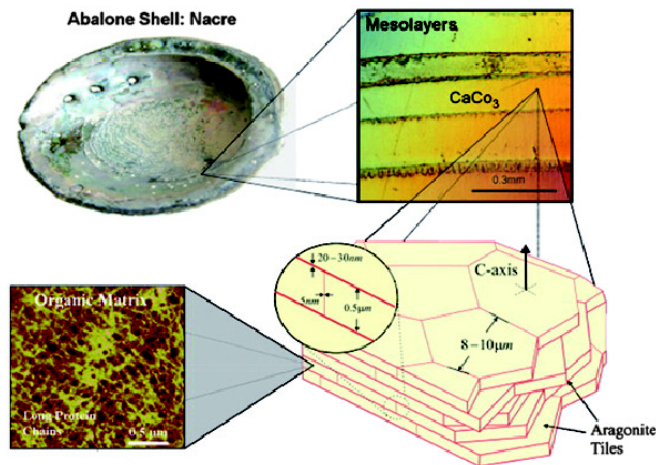 Abalone Shell: Nacre
Mesolayers
CaCo3
0.3mm
20-30nm
5nm
0.5μm
C-axis
8-10μm
Organic Matrix
Long Protein
Chains
0.5 μm
Aragonite
Tiles